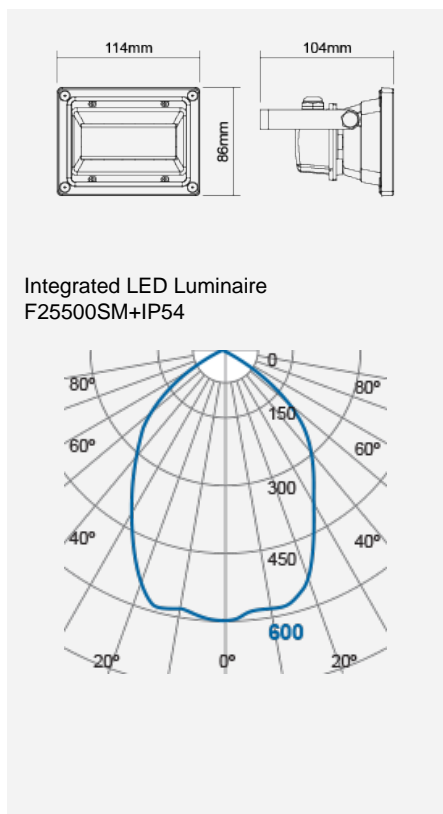 114mm
104mm
86mm
Integrated LED Luminaire
F25500SM+IP54
0
80º
80º
150
60º
60º
300
40º
40º
450
600
20º
0º
20º